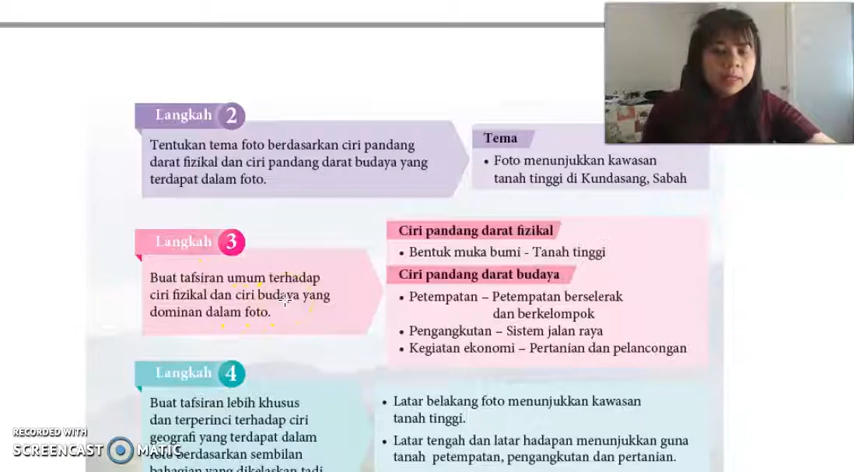 Langkah 2
Tentukan tema foto berdasarkan ciri pandang
darat fizikal dan ciri pandang darat budaya yang
terdapat dalam foto.
Tema
• Foto menunjukkan kawasan
tanah tinggi di Kundasang, Sabah
Langkah 3
Buat tafsiran umum terhadap
ciri fizikal dan ciri budaya yang
dominan dalam foto.
Ciri pandang darat fizikal
• Bentuk muka bumi - Tanah tinggi
Ciri pandang darat budaya
• Petempatan – Petempatan berselerak
dan berkelompok
• Pengangkutan – Sistem jalan raya
• Kegiatan ekonomi – Pertanian dan pelancongan
Langkah 4
Buat tafsiran lebih khusus
dan terperinci terhadap ciri
geografi yang terdapat dalam
foto berdasarkan sembilan
bahagian yang dikelaskan tadi
• Latar belakang foto menunjukkan kawasan
tanah tinggi.
• Latar tengah dan latar hadapan menunjukkan guna
tanah petempatan, pengangkutan dan pertanian.
RECORDED WITH
SCREENCAST MATIC